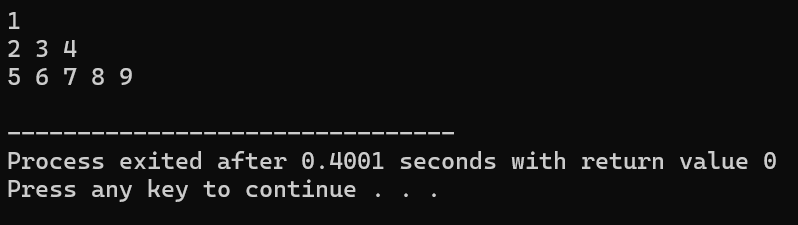 1
2 3 4
5 6 7 8 9
--------------------------------
Process exited after 0.4001 seconds with return value 0
Press any key to continue . . .